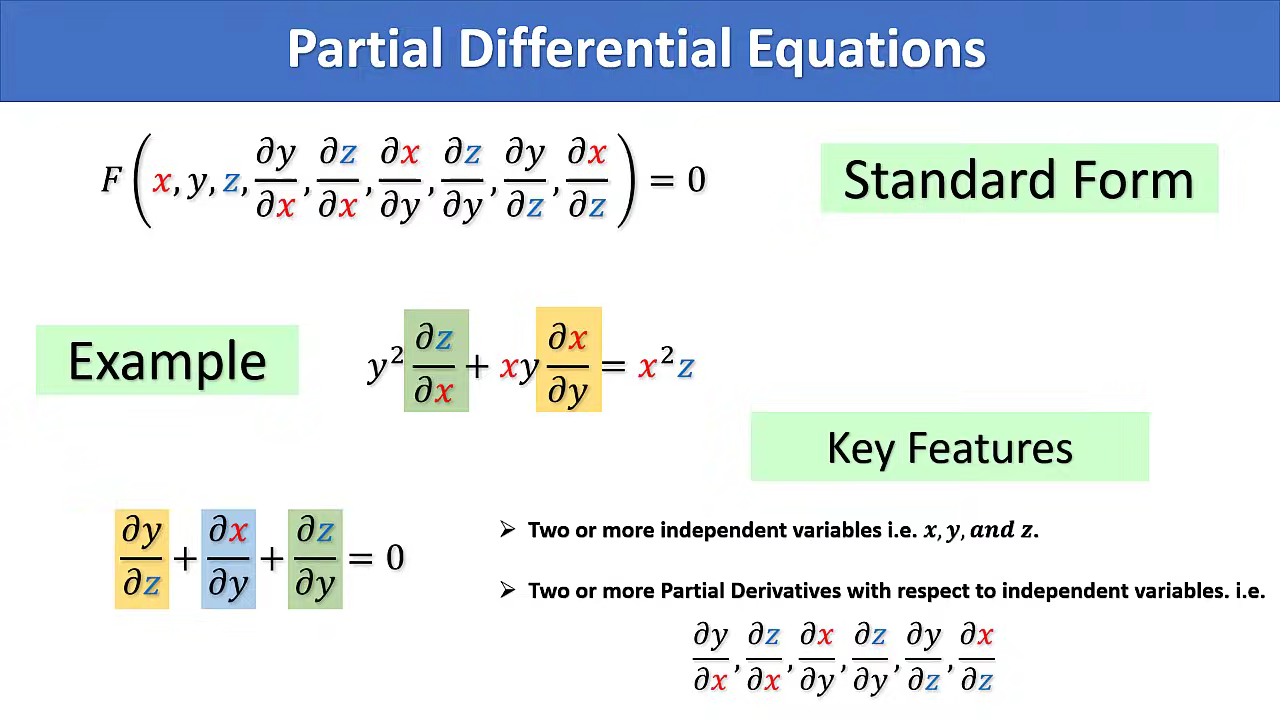 Partial Differential Equations
F(x, y, z, ∂y/∂x, ∂z/∂x, ∂x/∂y, ∂z/∂y, ∂y/∂z, ∂x/∂z) = 0
Standard Form
Example
y² ∂z/∂x + xy ∂x/∂y = x²z
Key Features
∂y/∂z + ∂x/∂y + ∂z/∂y = 0
➢ Two or more independent variables i.e. x, y, and z.
➢ Two or more Partial Derivatives with respect to independent variables. i.e.
∂y/∂x, ∂z/∂x, ∂x/∂y, ∂z/∂y, ∂y/∂z, ∂x/∂z